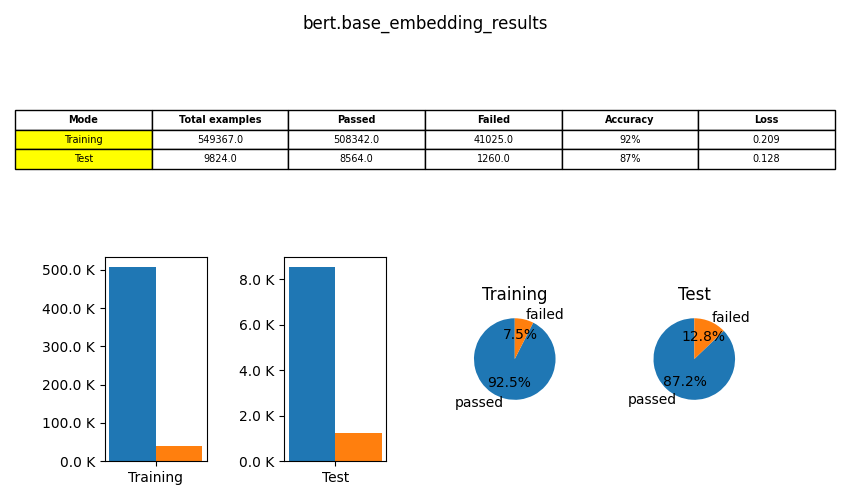 bert.base_embedding_results
Mode Total examples Passed Failed Accuracy Loss
Training 549367.0 508342.0 41025.0 92% 0.209
Test 9824.0 8564.0 1260.0 87% 0.128
500.0 K
400.0 K
300.0 K
200.0 K
100.0 K
0.0 K
Training
8.0 K
6.0 K
4.0 K
2.0 K
0.0 K
Test
Training
failed
7.5%
92.5%
passed
Test
failed
12.8%
87.2%
passed